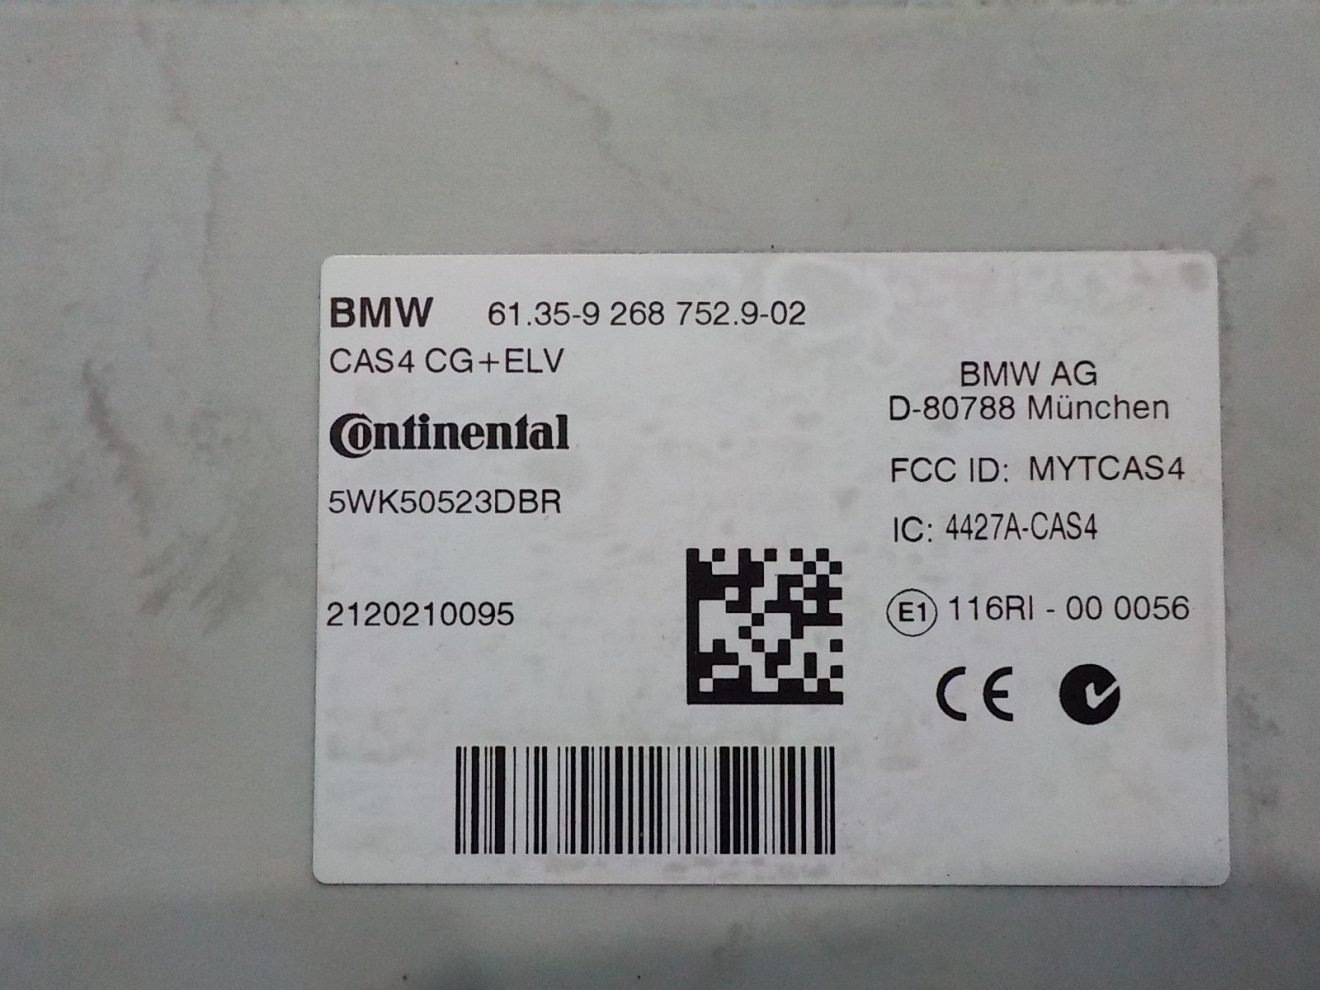 BMW 61.35-9 268 752.9-02
CAS4 CG+ELV
Continental
5WK50523DBR
2120210095
BMW AG
D-80788 München
FCC ID: MYTCAS4
IC: 4427A-CAS4
E1 116RI - 00 0056
CE